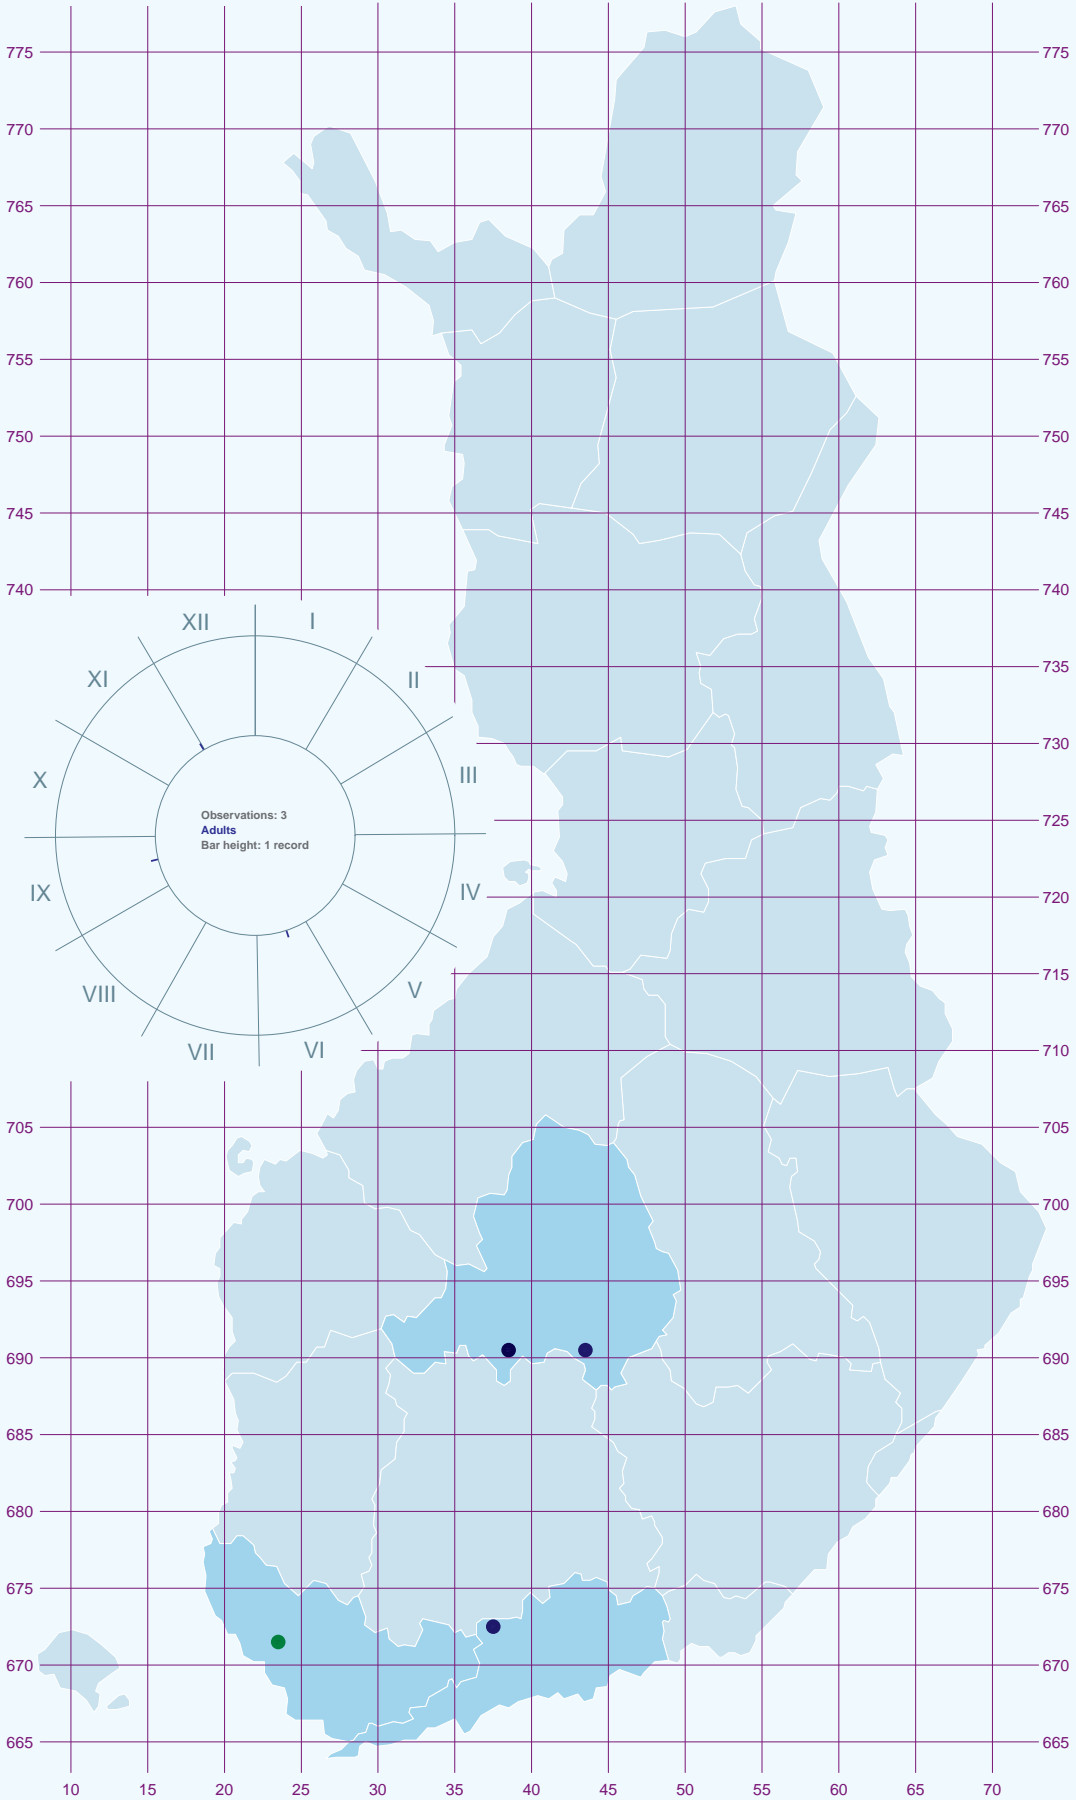 775 775
770 770
765 765
760 760
755 755
750 750
745 745
740 740
XII I
735
XI II
730
X III
Observations: 3
825
Adults
Bar height: 1 record
IX IV
720
VIII V
715
VII VI
710
705 705
700 700
695 695
690 690
685 685
680 680
675 675
670 670
665 665
10 15 20 25 30 35 40 45 50 55 60 65 70